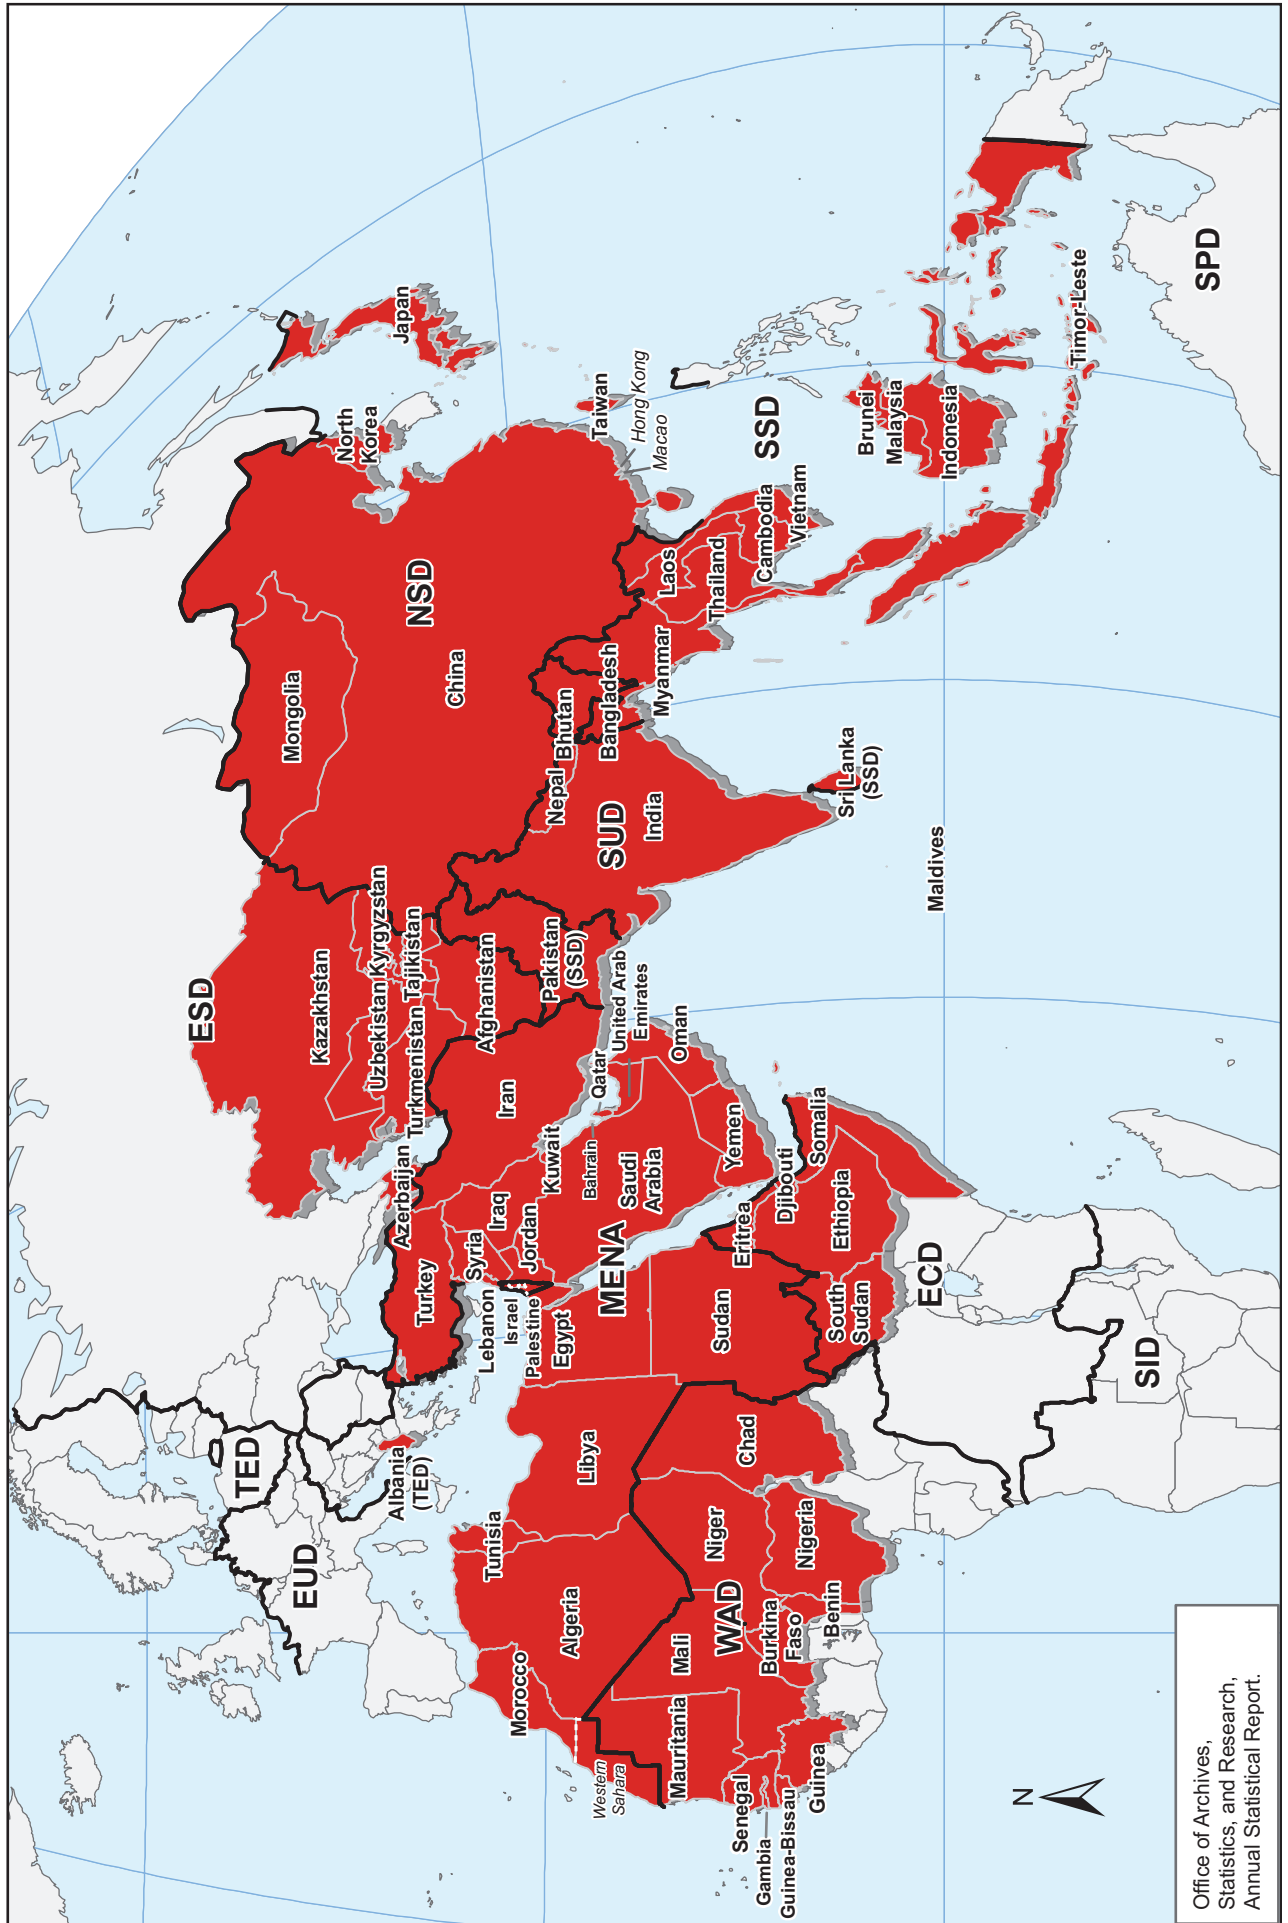 ESD
NSD
SSD
SUD
SPD
TED
EUD
MENA
WAD
ECD
SID
Japan
North
Korea
Taiwan
Hong Kong
Macao
Mongolia
China
Kazakhstan
Kyrgyzstan
Uzbekistan
Tajikistan
Turkmenistan
Afghanistan
Pakistan
(SSD)
Nepal
Bhutan
Bangladesh
India
Sri Lanka
(SSD)
Maldives
Myanmar
Laos
Thailand
Cambodia
Vietnam
Brunei
Malaysia
Indonesia
Timor-Leste
Azerbaijan
Turkey
Albania
(TED)
Iran
Iraq
Syria
Jordan
Lebanon
Israel
Palestine
Kuwait
Bahrain
Qatar
United Arab
Emirates
Oman
Saudi
Arabia
Yemen
Egypt
Libya
Tunisia
Algeria
Morocco
Western
Sahara
Mauritania
Mali
Niger
Chad
Sudan
South
Sudan
Eritrea
Djibouti
Ethiopia
Somalia
Nigeria
Benin
Burkina
Faso
Senegal
Gambia
Guinea-Bissau
Guinea
N
Office of Archives,
Statistics, and Research,
Annual Statistical Report.